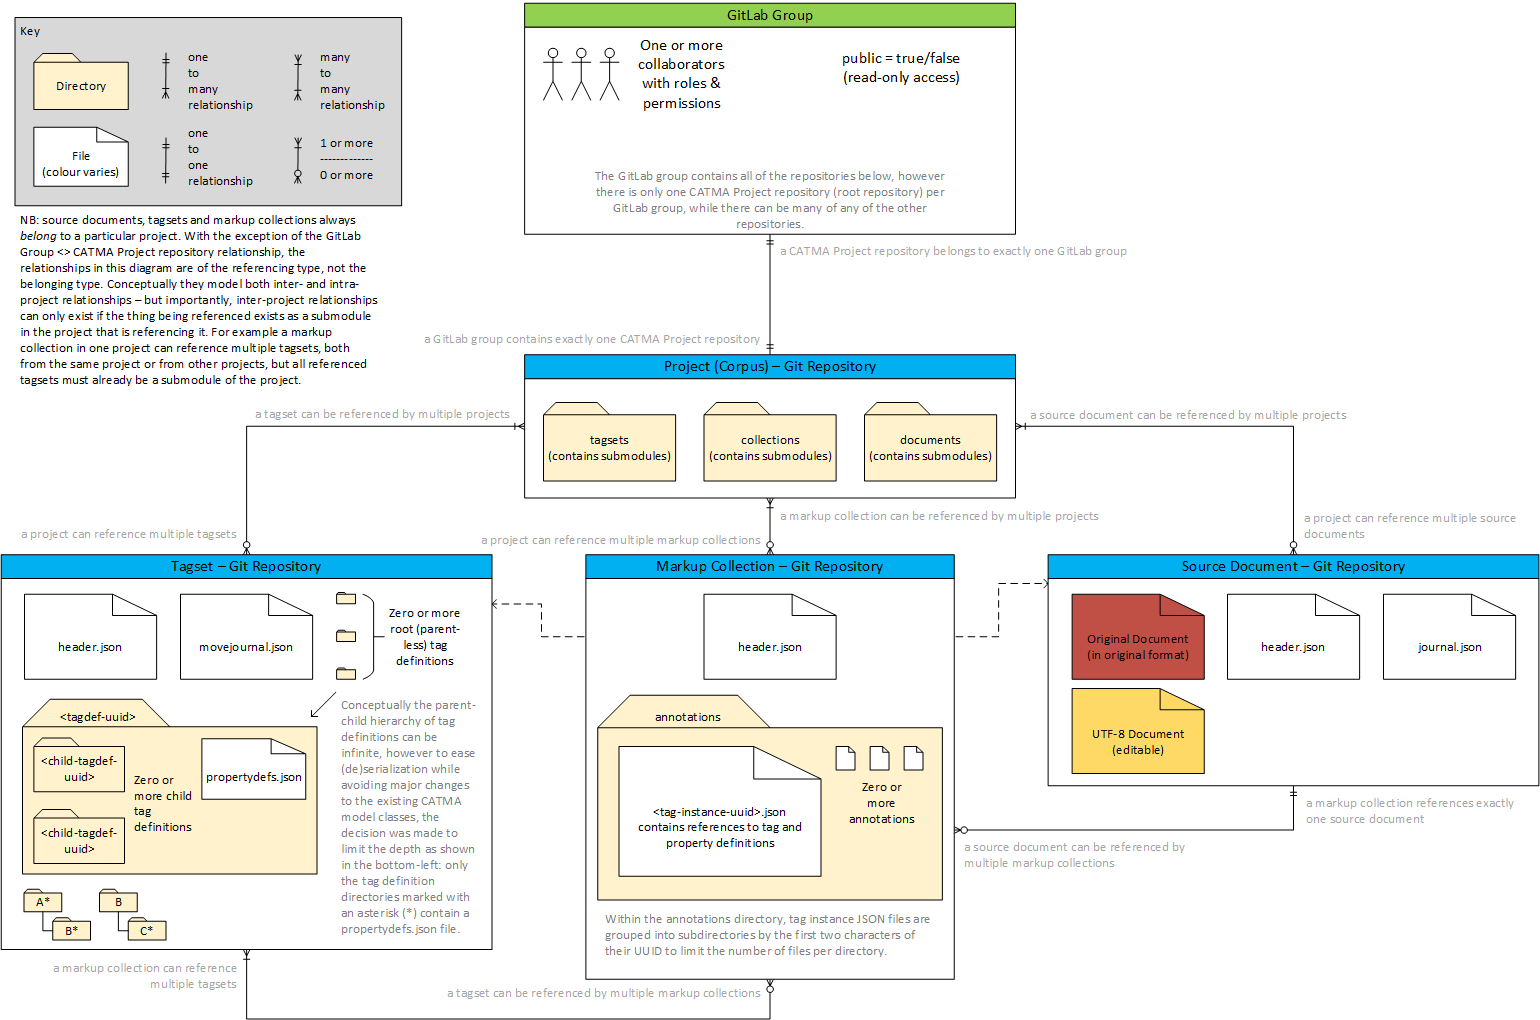 Key
Directory
one
to
many
relationship
many
to
many
relationship
File
(colour varies)
one
to
one
relationship
1 or more
-------------
0 or more
NB: source documents, tagsets and markup collections always
belong to a particular project. With the exception of the GitLab
Group <> CATMA Project repository relationship, the
relationships in this diagram are of the referencing type, not the
belonging type. Conceptually they model both inter- and intra-
project relationships – but importantly, inter-project relationships
can only exist if the thing being referenced exists as a submodule
in the project that is referencing it. For example a markup
collection in one project can reference multiple tagsets, both
from the same project or from other projects, but all referenced
tagsets must already be a submodule of the project.
GitLab Group
One or more
collaborators
with roles &
permissions
public = true/false
(read-only access)
The GitLab group contains all of the repositories below, however
there is only one CATMA Project repository (root repository) per
GitLab group, while there can be many of any of the other
repositories.
a CATMA Project repository belongs to exactly one GitLab group
a GitLab group contains exactly one CATMA Project repository
Project (Corpus) – Git Repository
tagsets
(contains submodules)
collections
(contains submodules)
documents
(contains submodules)
a tagset can be referenced by multiple projects
a source document can be referenced by multiple projects
a project can reference multiple tagsets
a markup collection can be referenced by multiple projects
a project can reference multiple markup collections
a project can reference multiple source
documents
Tagset – Git Repository
header.json
movejournal.json
Zero or more
root (parent-
less) tag
definitions
<tagdef-uuid>
<child-tagdef-
uuid>
<child-tagdef-
uuid>
Zero or
more child
tag
definitions
propertydefs.json
Conceptually the parent-
child hierarchy of tag
definitions can be
infinite, however to ease
(de)serialization while
avoiding major changes
to the existing CATMA
model classes, the
decision was made to
limit the depth as shown
in the bottom-left: only
the tag definition
directories marked with
an asterisk (*) contain a
propertydefs.json file.
A*
B*
B
C*
Markup Collection – Git Repository
header.json
annotations
<tag-instance-uuid>.json
contains references to tag and
property definitions
Zero or
more
annotations
Within the annotations directory, tag instance JSON files are
grouped into subdirectories by the first two characters of
their UUID to limit the number of files per directory.
Source Document – Git Repository
Original Document
(in original format)
header.json
journal.json
UTF-8 Document
(editable)
a markup collection references exactly
one source document
a source document can be referenced by
multiple markup collections
a markup collection can reference
multiple tagsets
a tagset can be referenced by multiple markup collections